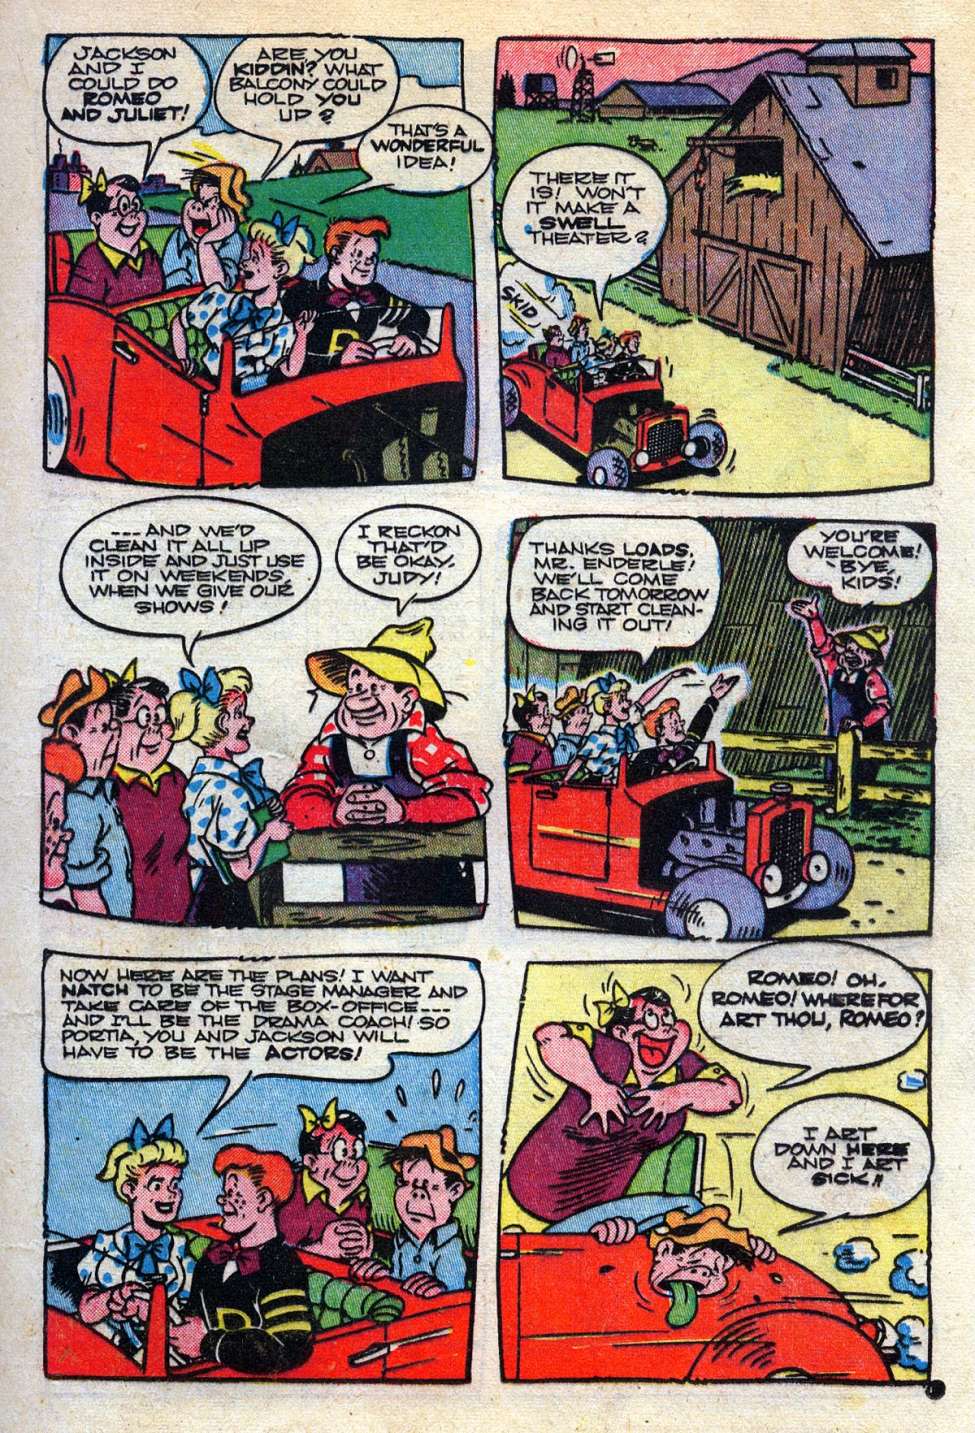 JACKSON
AND I
COULD DO
ROMEO
AND JULIET!
ARE YOU
KIDDIN? WHAT
BALCONY COULD
HOLD YOU
UP?
THAT'S A
WONDERFUL
IDEA!
THERE IT
IS! WON'T
IT MAKE A
SWELL
THEATER?
SKID
--- AND WE'D
CLEAN IT ALL UP
INSIDE AND JUST USE
IT ON WEEKENDS,
WHEN WE GIVE OUR
SHOWS!
I RECKON
THAT'D
BE OKAY,
JUDY!
THANKS LOADS,
MR. ENDERLE!
WE'LL COME
BACK TOMORROW
AND START CLEAN-
ING IT OUT!
YOU'RE
WELCOME!
'BYE,
KIDS!
NOW HERE ARE THE PLANS! I WANT
NATCH TO BE THE STAGE MANAGER AND
TAKE CARE OF THE BOX-OFFICE---
AND I'LL BE THE DRAMA COACH! SO
PORTIA, YOU AND JACKSON WILL
HAVE TO BE THE ACTORS!
ROMEO! OH,
ROMEO! WHEREFOR
ART THOU, ROMEO?
I ART
DOWN HERE
AND I ART
SICK!!